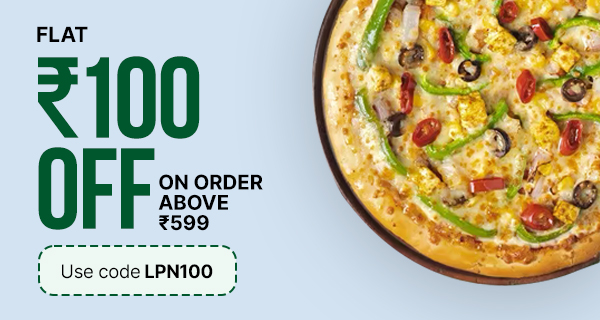 FLAT
₹100
OFF
ON ORDER
ABOVE
₹599
Use code LPN100